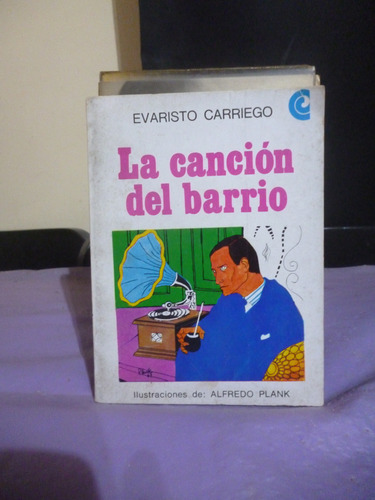 EVARISTO CARRIEGO
La canción
del barrio
Ilustraciones de: ALFREDO PLANK